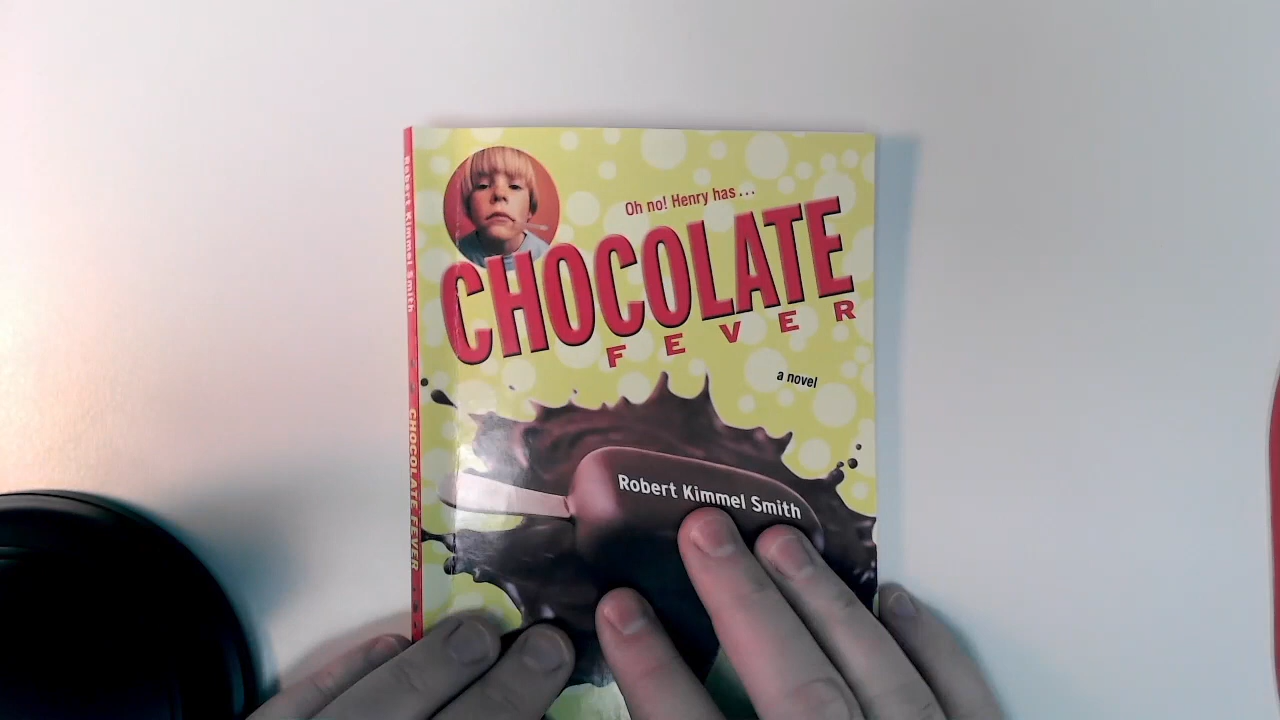 Oh no! Henry has...
CHOCOLATE
FEVER
a novel
Robert Kimmel Smith
Robert Kimmel Smith
CHOCOLATE FEVER